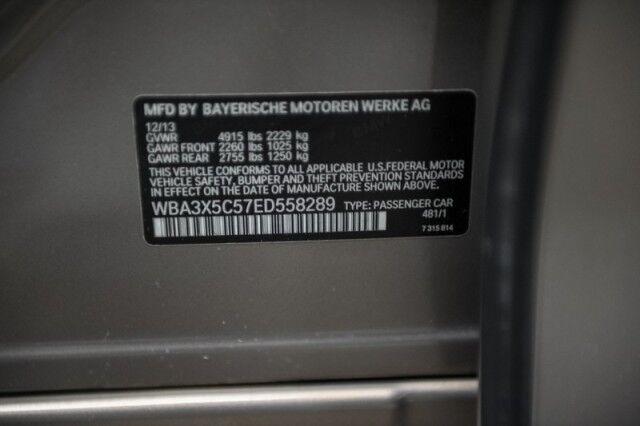 MFD BY BAYERISCHE MOTOREN WERKE AG
12/13
GVWR 4915 lbs 2229 kg
GAWR FRONT 2260 lbs 1025 kg
GAWR REAR 2755 lbs 1250 kg
THIS VEHICLE CONFORMS TO ALL APPLICABLE U.S.FEDERAL MOTOR
VEHICLE SAFETY, BUMPER,AND THEFT PREVENTION STANDARDS
IN EFFECT ON THE DATE OF MANUFACTURE SHOWN ABOVE.
WBA3X5C57ED558289 TYPE: PASSENGER CAR
481/1
7 315 814